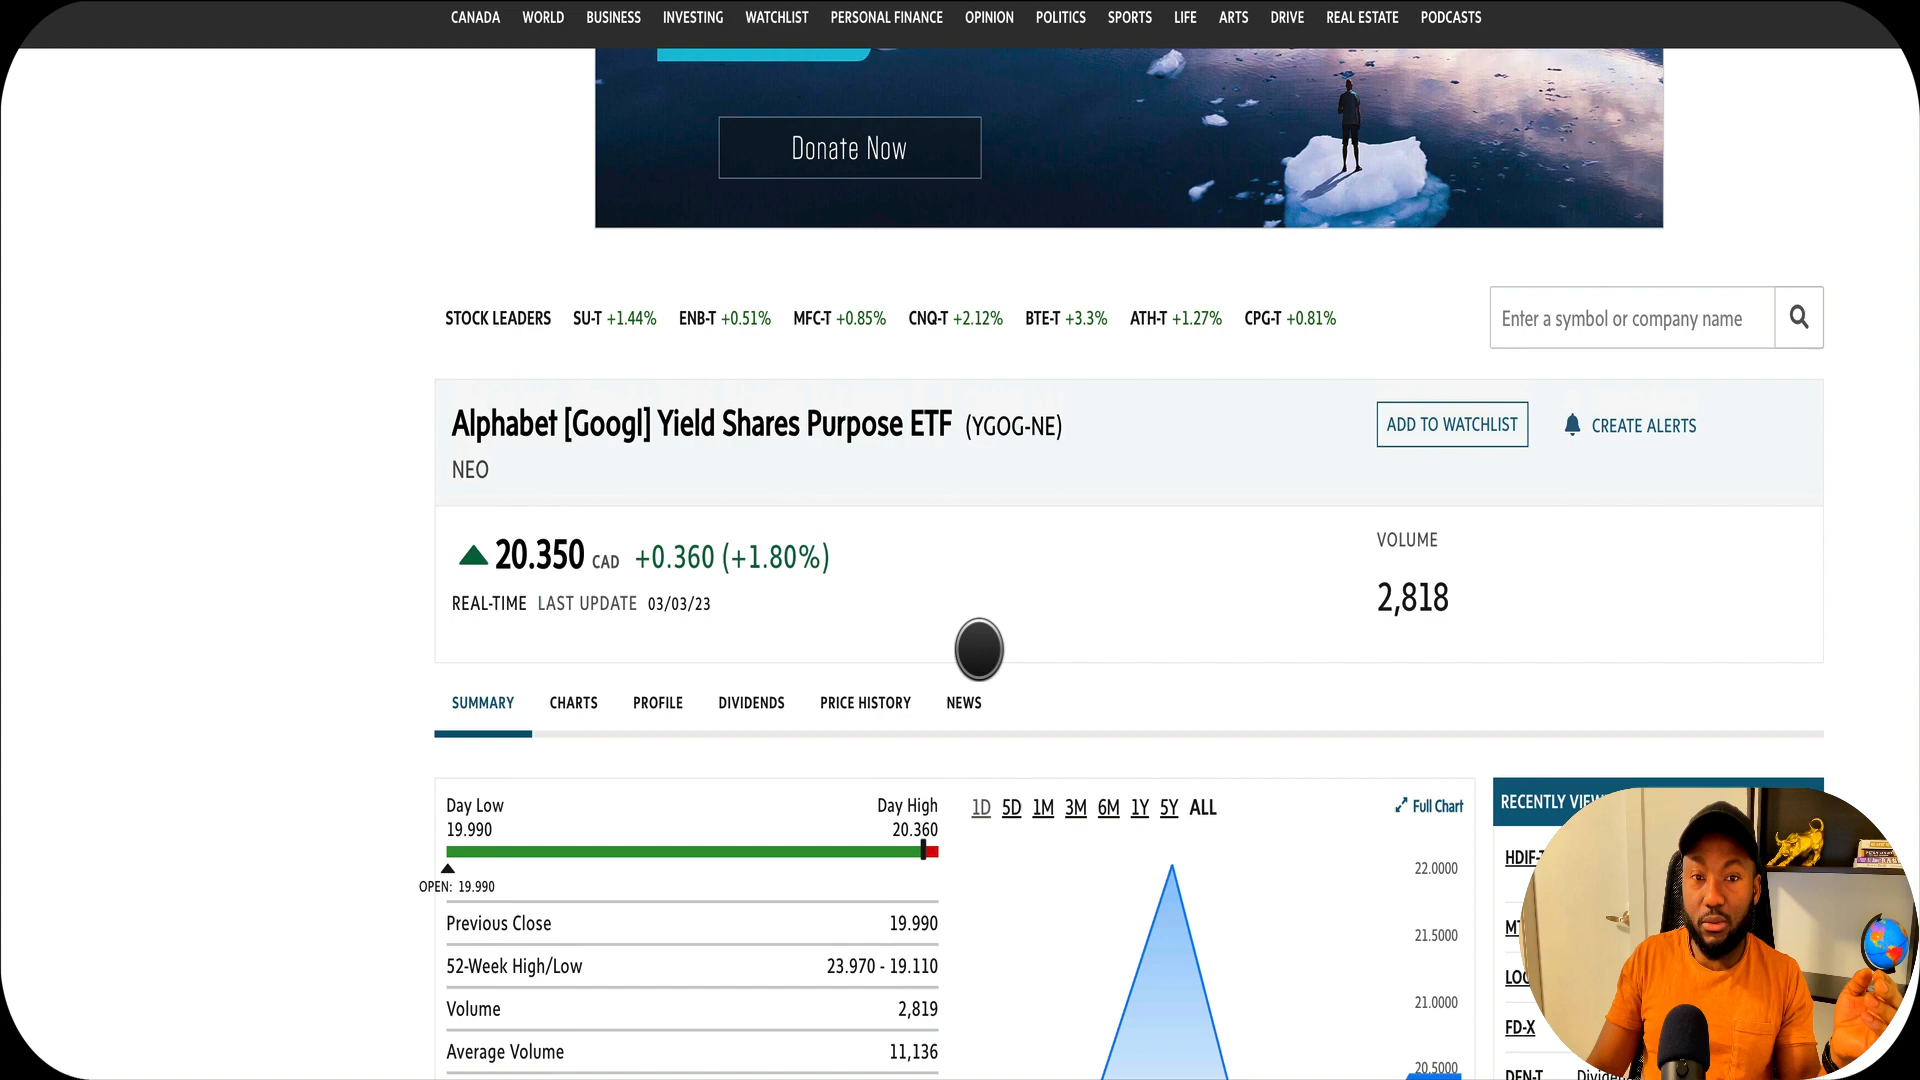 CANADA WORLD BUSINESS INVESTING WATCHLIST PERSONAL FINANCE OPINION POLITICS SPORTS LIFE ARTS DRIVE REAL ESTATE PODCASTS
Donate Now
STOCK LEADERS SU-T +1.44% ENB-T +0.51% MFC-T +0.85% CNQ-T +2.12% BTE-T +3.3% ATH-T +1.27% CPG-T +0.81%
Enter a symbol or company name
Alphabet [Googl] Yield Shares Purpose ETF (YGOG-NE)
ADD TO WATCHLIST
CREATE ALERTS
NEO
20.350 CAD +0.360 (+1.80%)
REAL-TIME LAST UPDATE 03/03/23
VOLUME
2,818
SUMMARY CHARTS PROFILE DIVIDENDS PRICE HISTORY NEWS
Day Low Day High
19.990 20.360
OPEN: 19.990
Previous Close 19.990
52-Week High/Low 23.970 - 19.110
Volume 2,819
Average Volume 11,136
1D 5D 1M 3M 6M 1Y 5Y ALL
Full Chart
22.0000
21.5000
21.0000
20.5000
RECENTLY VIEW
HDIF-T
FD-X
DFN-T